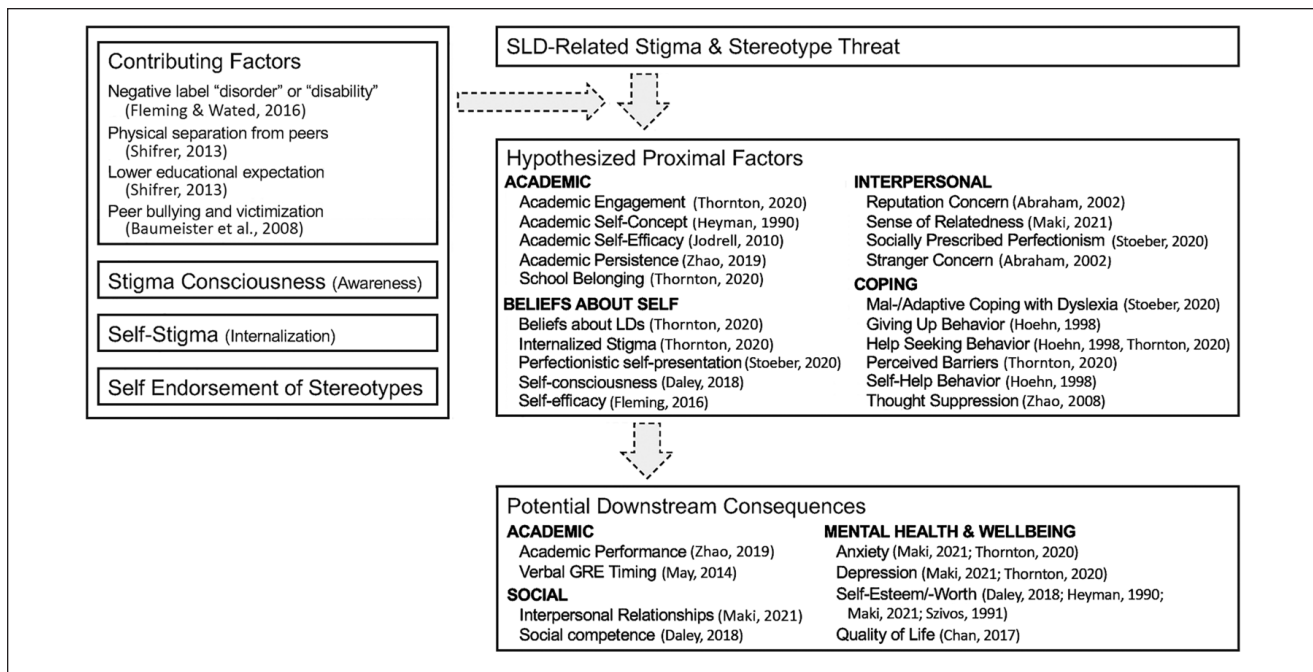 Contributing Factors
Negative label “disorder” or “disability”
(Fleming & Wated, 2016)
Physical separation from peers
(Shifrer, 2013)
Lower educational expectation
(Shifrer, 2013)
Peer bullying and victimization
(Baumeister et al., 2008)
Stigma Consciousness (Awareness)
Self-Stigma (Internalization)
Self Endorsement of Stereotypes
SLD-Related Stigma & Stereotype Threat
Hypothesized Proximal Factors
ACADEMIC
Academic Engagement (Thornton, 2020)
Academic Self-Concept (Heyman, 1990)
Academic Self-Efficacy (Jodrell, 2010)
Academic Persistence (Zhao, 2019)
School Belonging (Thornton, 2020)
BELIEFS ABOUT SELF
Beliefs about LDs (Thornton, 2020)
Internalized Stigma (Thornton, 2020)
Perfectionistic self-presentation (Stoeber, 2020)
Self-consciousness (Daley, 2018)
Self-efficacy (Fleming, 2016)
INTERPERSONAL
Reputation Concern (Abraham, 2002)
Sense of Relatedness (Maki, 2021)
Socially Prescribed Perfectionism (Stoeber, 2020)
Stranger Concern (Abraham, 2002)
COPING
Mal-/Adaptive Coping with Dyslexia (Stoeber, 2020)
Giving Up Behavior (Hoehn, 1998)
Help Seeking Behavior (Hoehn, 1998, Thornton, 2020)
Perceived Barriers (Thornton, 2020)
Self-Help Behavior (Hoehn, 1998)
Thought Suppression (Zhao, 2008)
Potential Downstream Consequences
ACADEMIC
Academic Performance (Zhao, 2019)
Verbal GRE Timing (May, 2014)
SOCIAL
Interpersonal Relationships (Maki, 2021)
Social competence (Daley, 2018)
MENTAL HEALTH & WELLBEING
Anxiety (Maki, 2021; Thornton, 2020)
Depression (Maki, 2021; Thornton, 2020)
Self-Esteem/-Worth (Daley, 2018; Heyman, 1990;
Maki, 2021; Szivos, 1991)
Quality of Life (Chan, 2017)